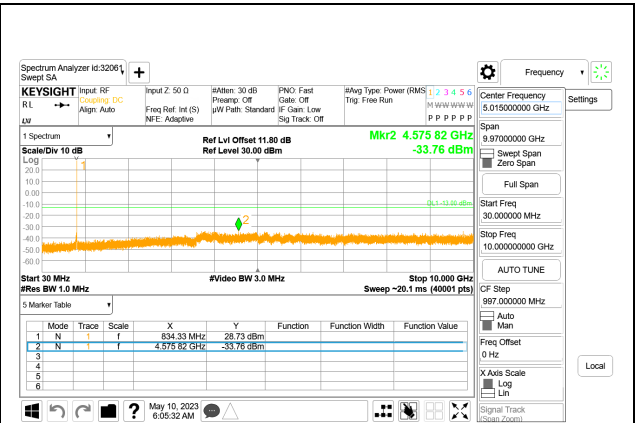 Spectrum Analyzer id:32061
Swept SA
Frequency
KEYSIGHT Input: RF Input Z: 50 Ω #Atten: 30 dB PNO: Fast #Avg Type: Power (RMS 1 2 3 4 5 6
RL Coupling: DC Preamp: Off Gate: Off Trig: Free Run M W W W W W
Align: Auto Freq Ref: Int (S) µW Path: Standard IF Gain: Low
NFE: Adaptive Sig Track: Off P P P P P P
1 Spectrum
Scale/Div 10 dB
Ref Lvl Offset 11.80 dB
Ref Level 30.00 dBm
Mkr2 4.575 82 GHz
-33.76 dBm
Log
1
20.0
10.0
0.00
-10.0
DL1 -13.00 dBm
-20.0
2
-30.0
-40.0
-50.0
-60.0
Start 30 MHz #Video BW 3.0 MHz Stop 10.000 GHz
#Res BW 1.0 MHz Sweep ~20.1 ms (40001 pts)
5 Marker Table
Mode Trace Scale X Y Function Function Width Function Value
1 N 1 f 834.33 MHz 28.73 dBm
2 N 1 f 4.575 82 GHz -33.76 dBm
3
4
5
6
Center Frequency
5.015000000 GHz
Settings
Span
9.97000000 GHz
Swept Span
Zero Span
Full Span
Start Freq
30.000000 MHz
Stop Freq
10.000000000 GHz
AUTO TUNE
CF Step
997.000000 MHz
Auto
Man
Freq Offset
0 Hz
X Axis Scale
Log
Lin
Local
Signal Track
(Span Zoom)
May 10, 2023
6:05:32 AM